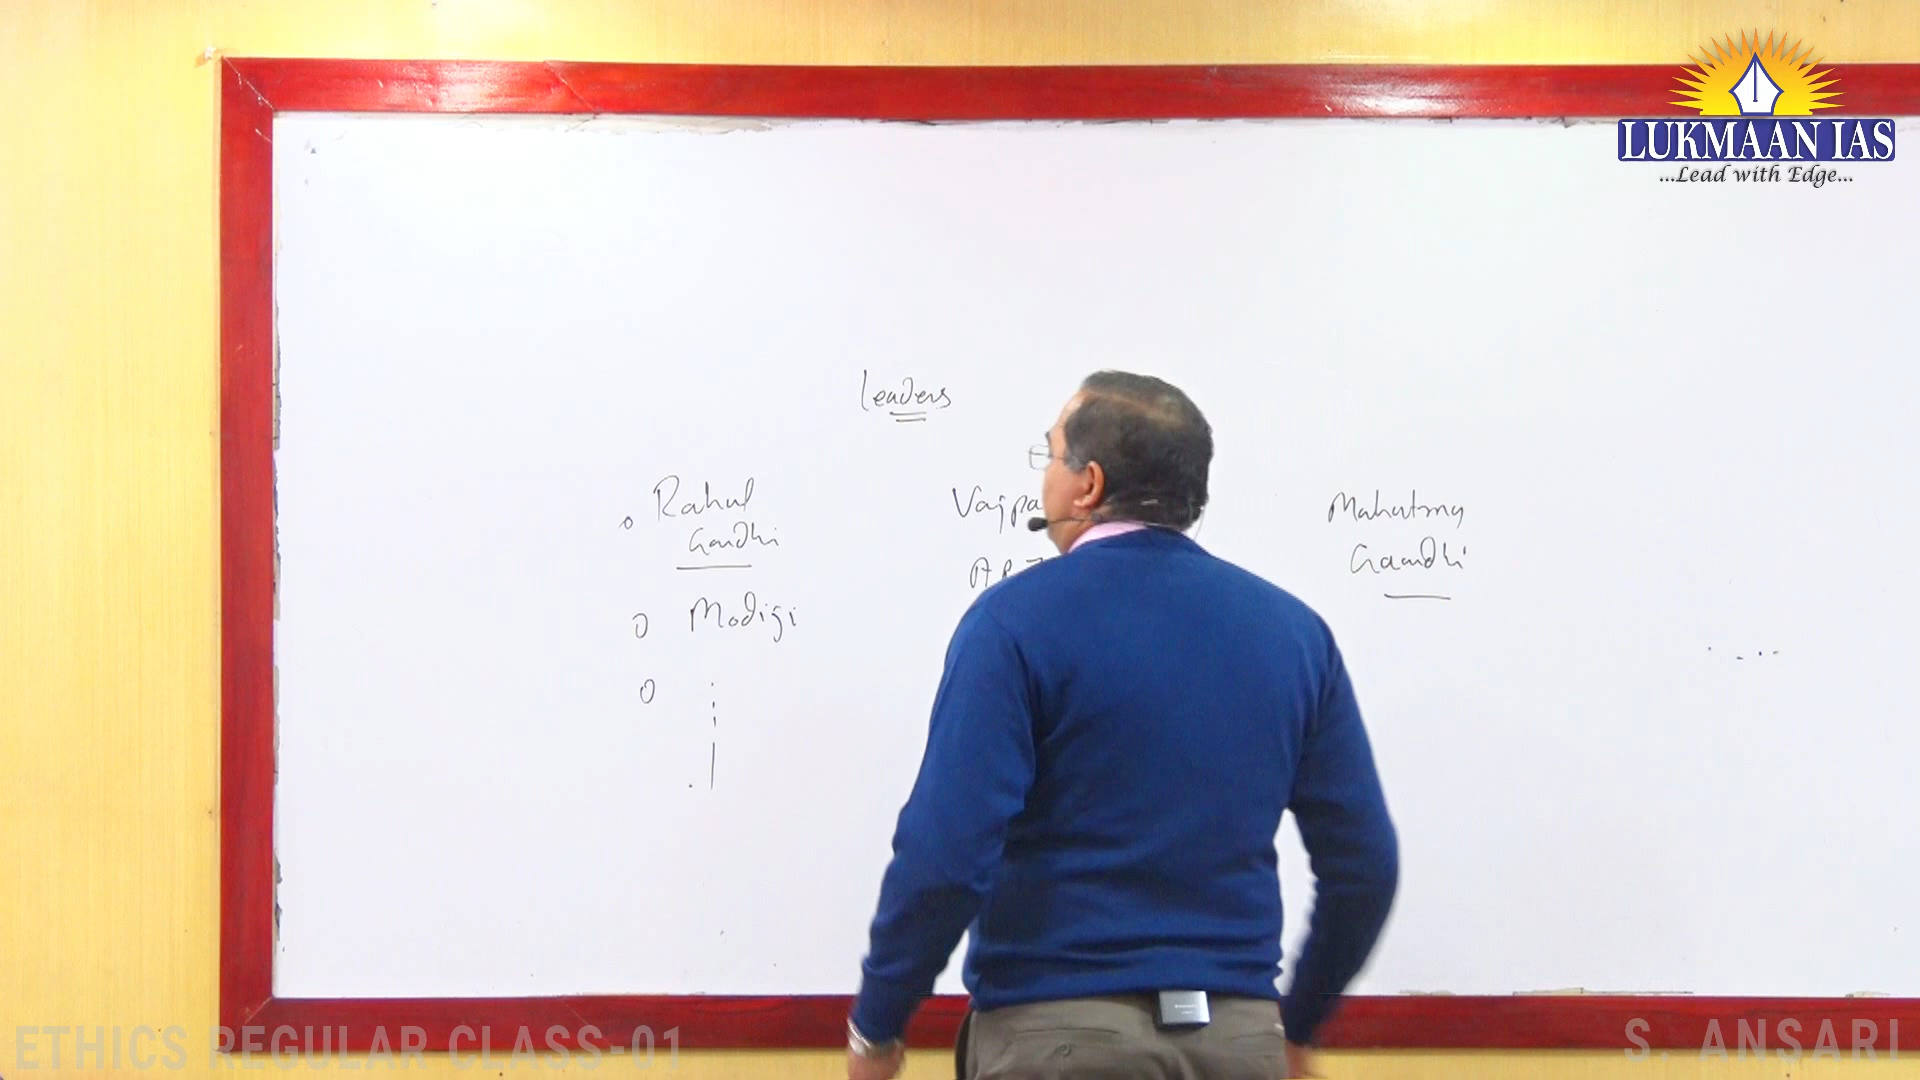 LUKMAAN IAS
...Lead with Edge...
Leaders
Rahul
Gandhi
Modiji
Vajpa
Mahatma
Gandhi
ETHICS REGULAR CLASS-01
S. ANSARI